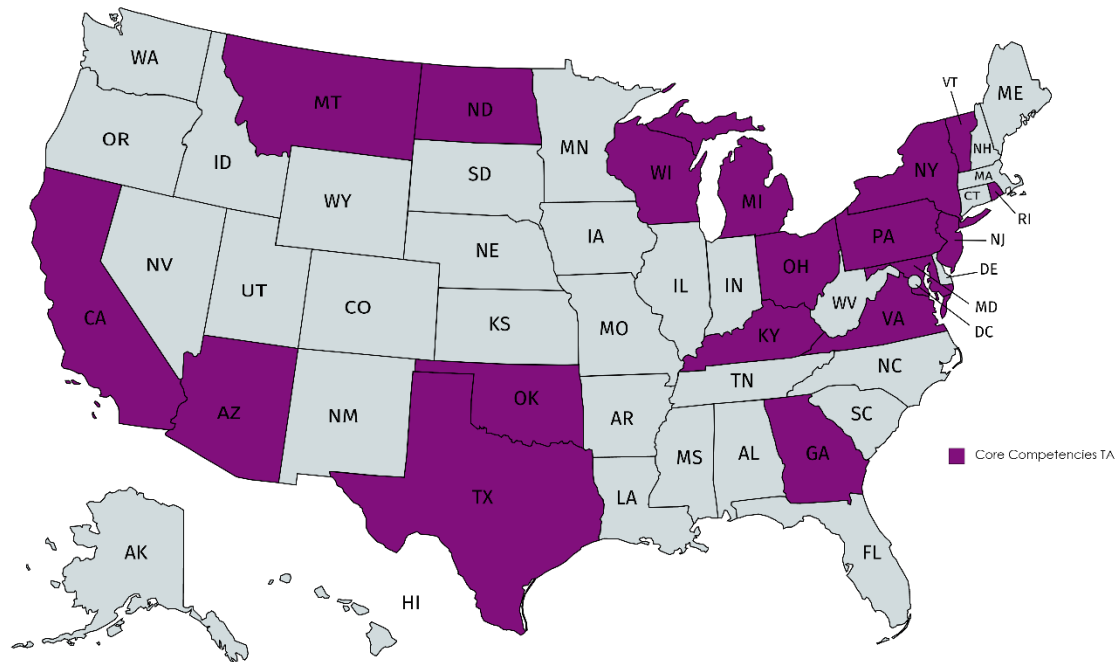 WA
MT
ND
MN
VT
ME
OR
ID
SD
WI
MI
NY
NH
MA
CT
RI
WY
IA
NE
PA
NJ
NV
UT
CO
IL
IN
OH
DE
CA
KS
MO
WV
MD
VA
DC
KY
AZ
NM
OK
TN
NC
AR
SC
MS
AL
GA
Core Competencies TA
TX
LA
AK
FL
HI